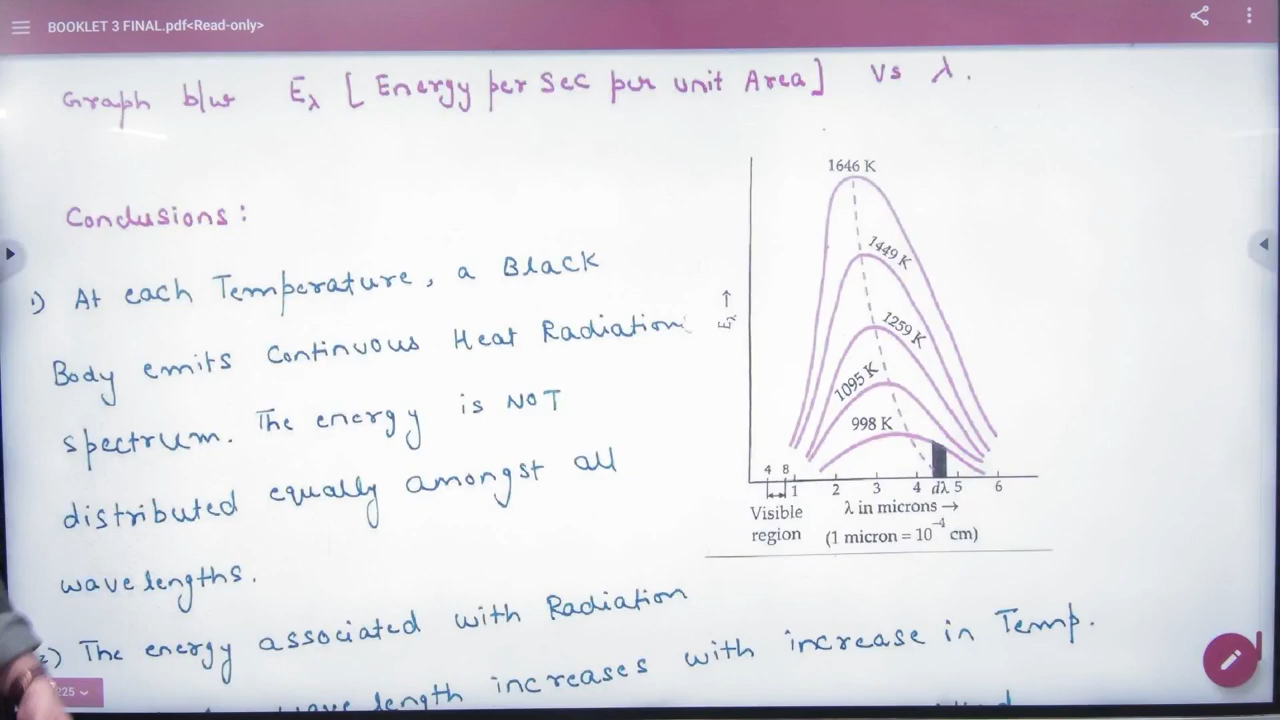 BOOKLET 3 FINAL.pdf<Read-only>
Graph b/w Eλ [Energy per Sec per unit Area] Vs λ.
Conclusions:
1) At each Temperature, a Black
Body emits Continuous Heat Radiation
spectrum. The energy is NOT
distributed equally amongst all
wavelengths.
2) The energy associated with Radiation
wave length increases with increase in Temp.
1646 K
1449 K
1259 K
1095 K
998 K
Eλ →
4 8
1 2 3 4 dλ 5 6
Visible
region
λ in microns →
(1 micron = 10⁻⁴ cm)
225